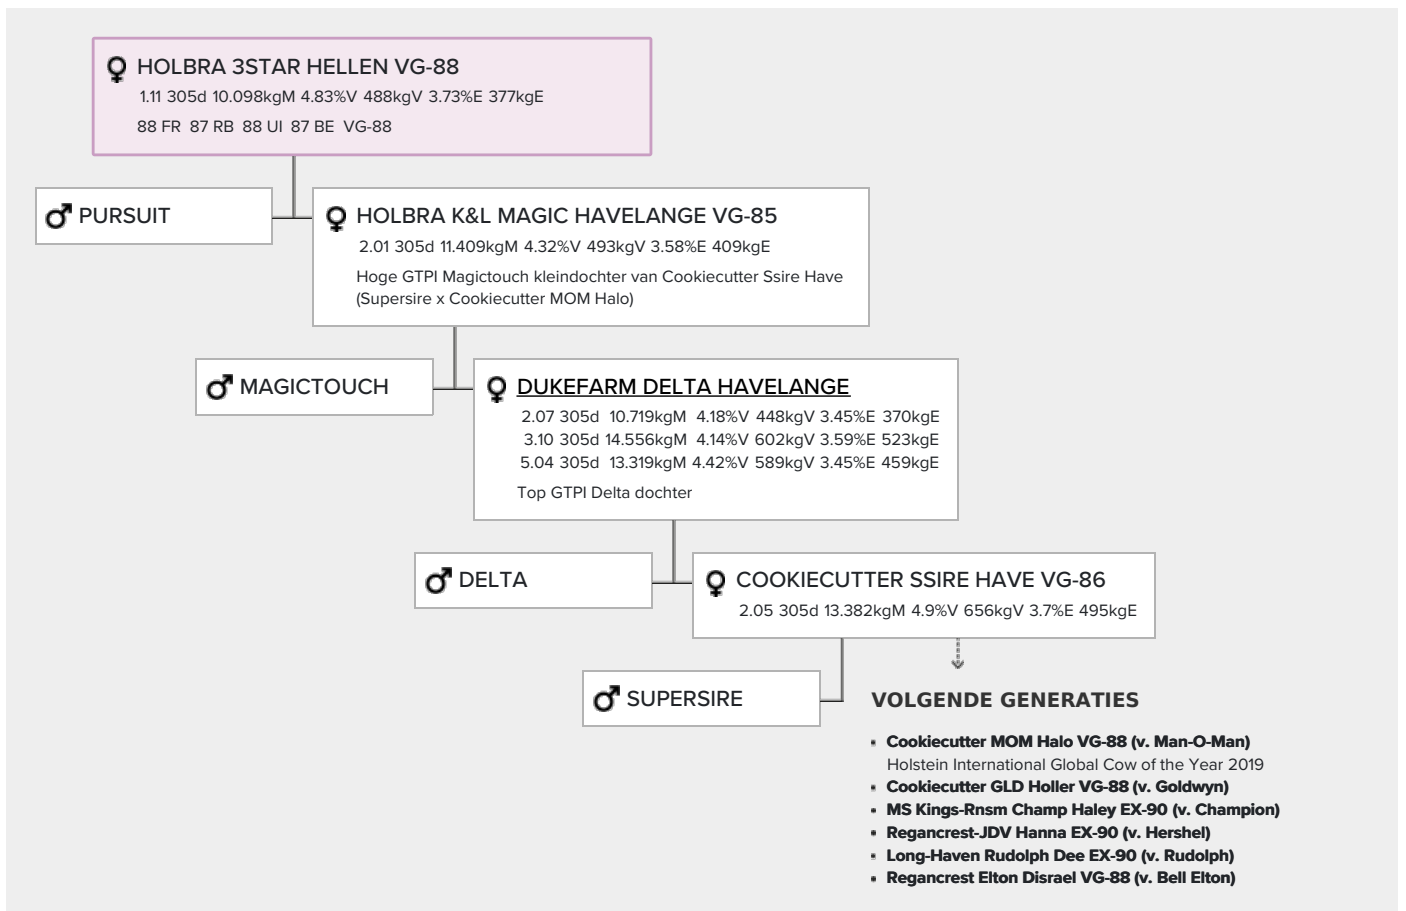 HOLBRA 3STAR HELLEN VG-88
1.11 305d 10.098kgM 4.83%V 488kgV 3.73%E 377kgE
88 FR 87 RB 88 UI 87 BE VG-88
PURSUIT
HOLBRA K&L MAGIC HAVELANGE VG-85
2.01 305d 11.409kgM 4.32%V 493kgV 3.58%E 409kgE
Hoge GTPI Magictouch kleindochter van Cookiecutter Ssire Have
(Supersire x Cookiecutter MOM Halo)
MAGICTOUCH
DUKEFARM DELTA HAVELANGE
2.07 305d 10.719kgM 4.18%V 448kgV 3.45%E 370kgE
3.10 305d 14.556kgM 4.14%V 602kgV 3.59%E 523kgE
5.04 305d 13.319kgM 4.42%V 589kgV 3.45%E 459kgE
Top GTPI Delta dochter
DELTA
COOKIECUTTER SSIRE HAVE VG-86
2.05 305d 13.382kgM 4.9%V 656kgV 3.7%E 495kgE
SUPERSIRE
VOLGENDE GENERATIES
Cookiecutter MOM Halo VG-88 (v. Man-O-Man)
Holstein International Global Cow of the Year 2019
Cookiecutter GLD Holler VG-88 (v. Goldwyn)
MS Kings-Rnsm Champ Haley EX-90 (v. Champion)
Regancrest-JDV Hanna EX-90 (v. Hershel)
Long-Haven Rudolph Dee EX-90 (v. Rudolph)
Regancrest Elton Disrael VG-88 (v. Bell Elton)